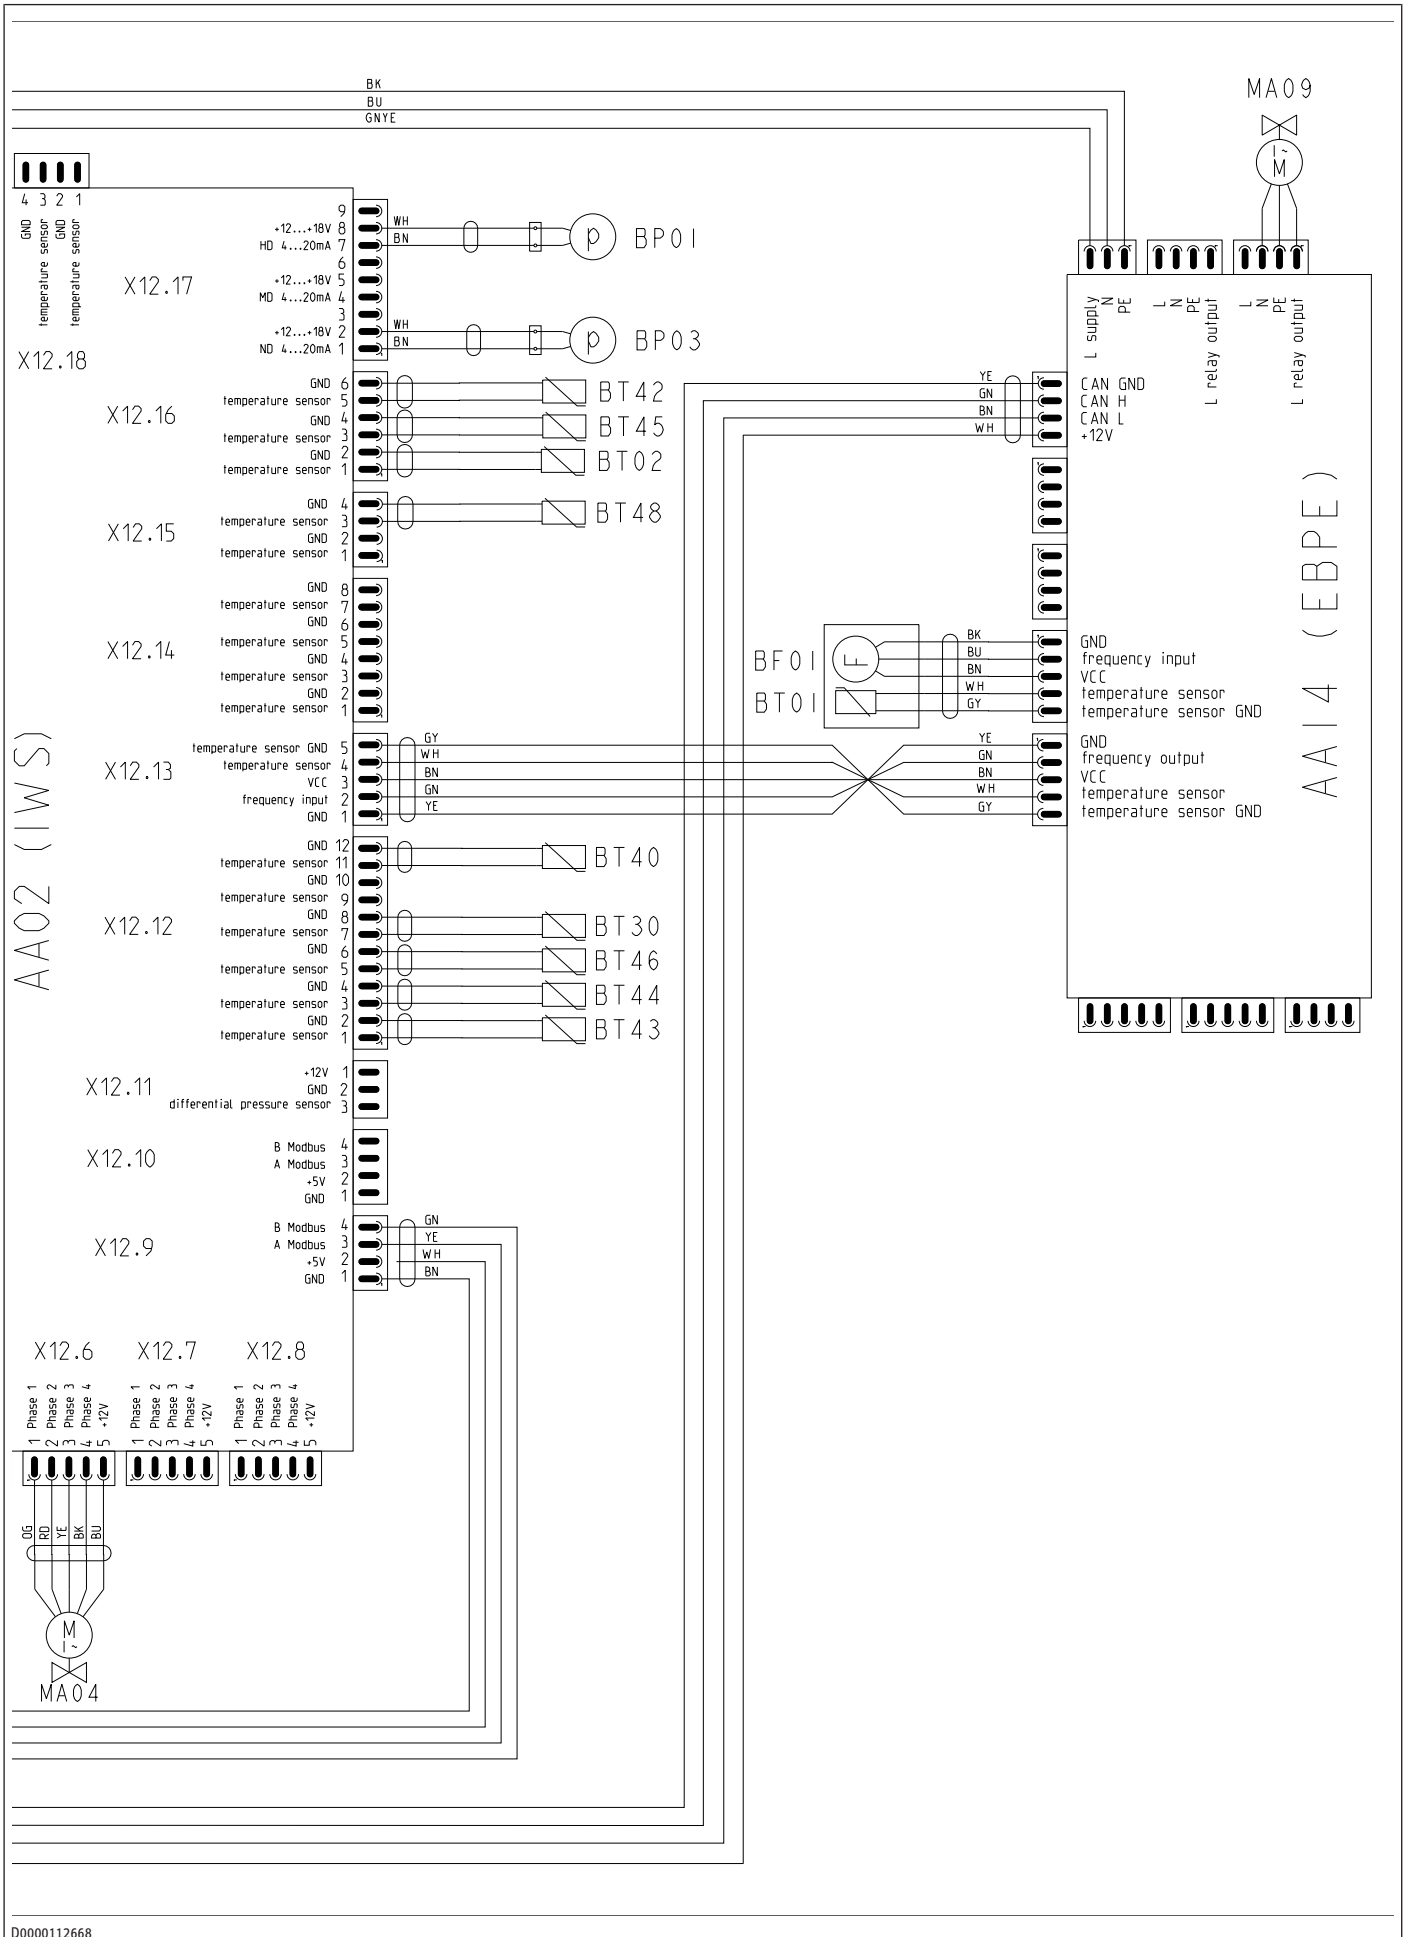 BK
BU
GNYE
MA09
1~
M
4 3 2 1
GND
temperature sensor
GND
temperature sensor
X12.18
X12.17
9
+12...+18V 8 WH
HD 4...20mA 7 BN
BP01
6
+12...+18V 5
MD 4...20mA 4
3
+12...+18V 2 WH
ND 4...20mA 1 BN
BP03
X12.16
GND 6
temperature sensor 5
BT42
GND 4
temperature sensor 3
BT45
GND 2
temperature sensor 1
BT02
X12.15
GND 4
temperature sensor 3
BT48
GND 2
temperature sensor 1
X12.14
GND 8
temperature sensor 7
GND 6
temperature sensor 5
GND 4
temperature sensor 3
GND 2
temperature sensor 1
X12.13
temperature sensor GND 5 GY
temperature sensor 4 WH
VCC 3 BN
frequency input 2 GN
GND 1 YE
AA02 (IWS)
X12.12
GND 12
temperature sensor 11
BT40
GND 10
temperature sensor 9
GND 8
temperature sensor 7
BT30
GND 6
temperature sensor 5
BT46
GND 4
temperature sensor 3
BT44
GND 2
temperature sensor 1
BT43
X12.11
+12V 1
GND 2
differential pressure sensor 3
X12.10
B Modbus 4
A Modbus 3
+5V 2
GND 1
X12.9
B Modbus 4 GN
A Modbus 3 YE
+5V 2 WH
GND 1 BN
X12.6
X12.7
X12.8
1 Phase 1
2 Phase 2
3 Phase 3
4 Phase 4
5 +12V
1 Phase 1
2 Phase 2
3 Phase 3
4 Phase 4
5 +12V
1 Phase 1
2 Phase 2
3 Phase 3
4 Phase 4
5 +12V
OG
RD
YE
BK
BU
M
1~
MA04
L supply
N
PE
L
N
PE
L relay output
L
N
PE
L relay output
YE CAN GND
GN CAN H
BN CAN L
WH +12V
AA14 (EBPE)
BF01
F
BT01
BK GND
BU frequency input
BN VCC
WH temperature sensor
GY temperature sensor GND
YE GND
GN frequency output
BN VCC
WH temperature sensor
GY temperature sensor GND
p
p
D0000112668